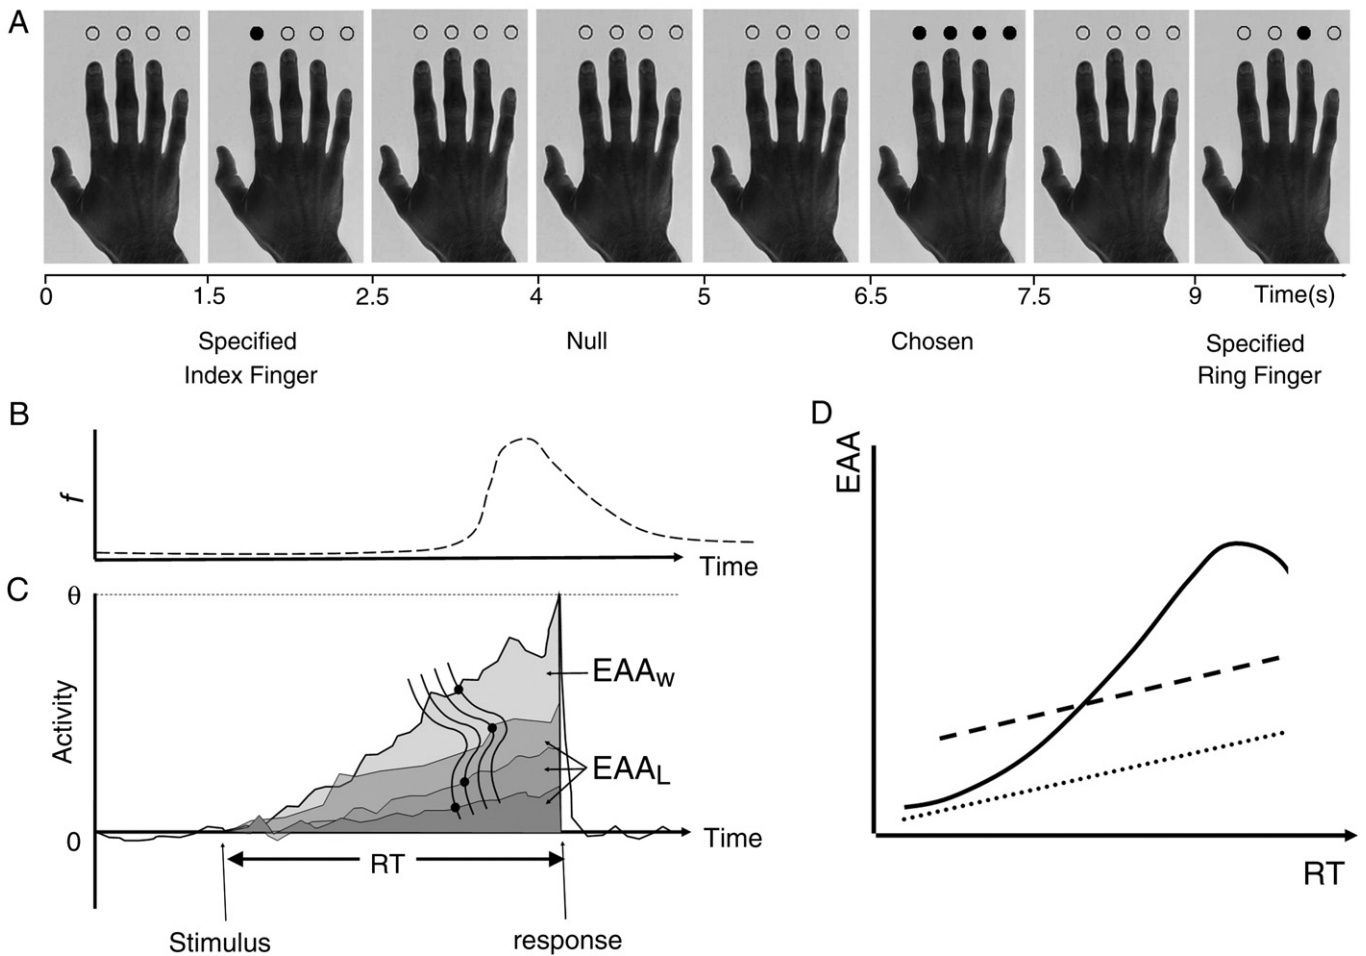 A
0 1.5 2.5 4 5 6.5 7.5 9 Time(s)
Specified
Index Finger
Null
Chosen
Specified
Ring Finger
B
f
Time
C
θ
Activity
0
EAAw
EAAL
Time
RT
Stimulus
response
D
EAA
RT